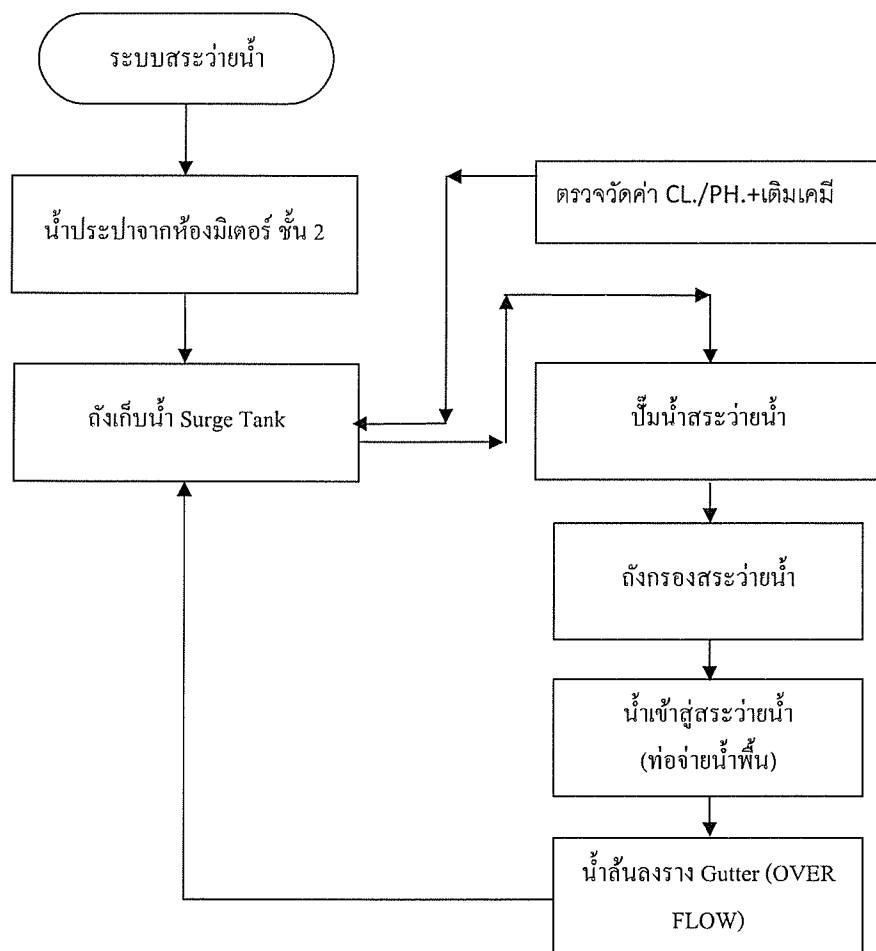 ระบบสระว่ายน้ำ
น้ำประปาจากห้องมิเตอร์ ชั้น 2
ตรวจวัดค่า CL./PH.+เติมเคมี
ถังเก็บน้ำ Surge Tank
ปั๊มน้ำสระว่ายน้ำ
ถังกรองสระว่ายน้ำ
น้ำเข้าสู่สระว่ายน้ำ
(ท่อจ่ายน้ำพื้น)
น้ำล้นลงราง Gutter (OVER
FLOW)